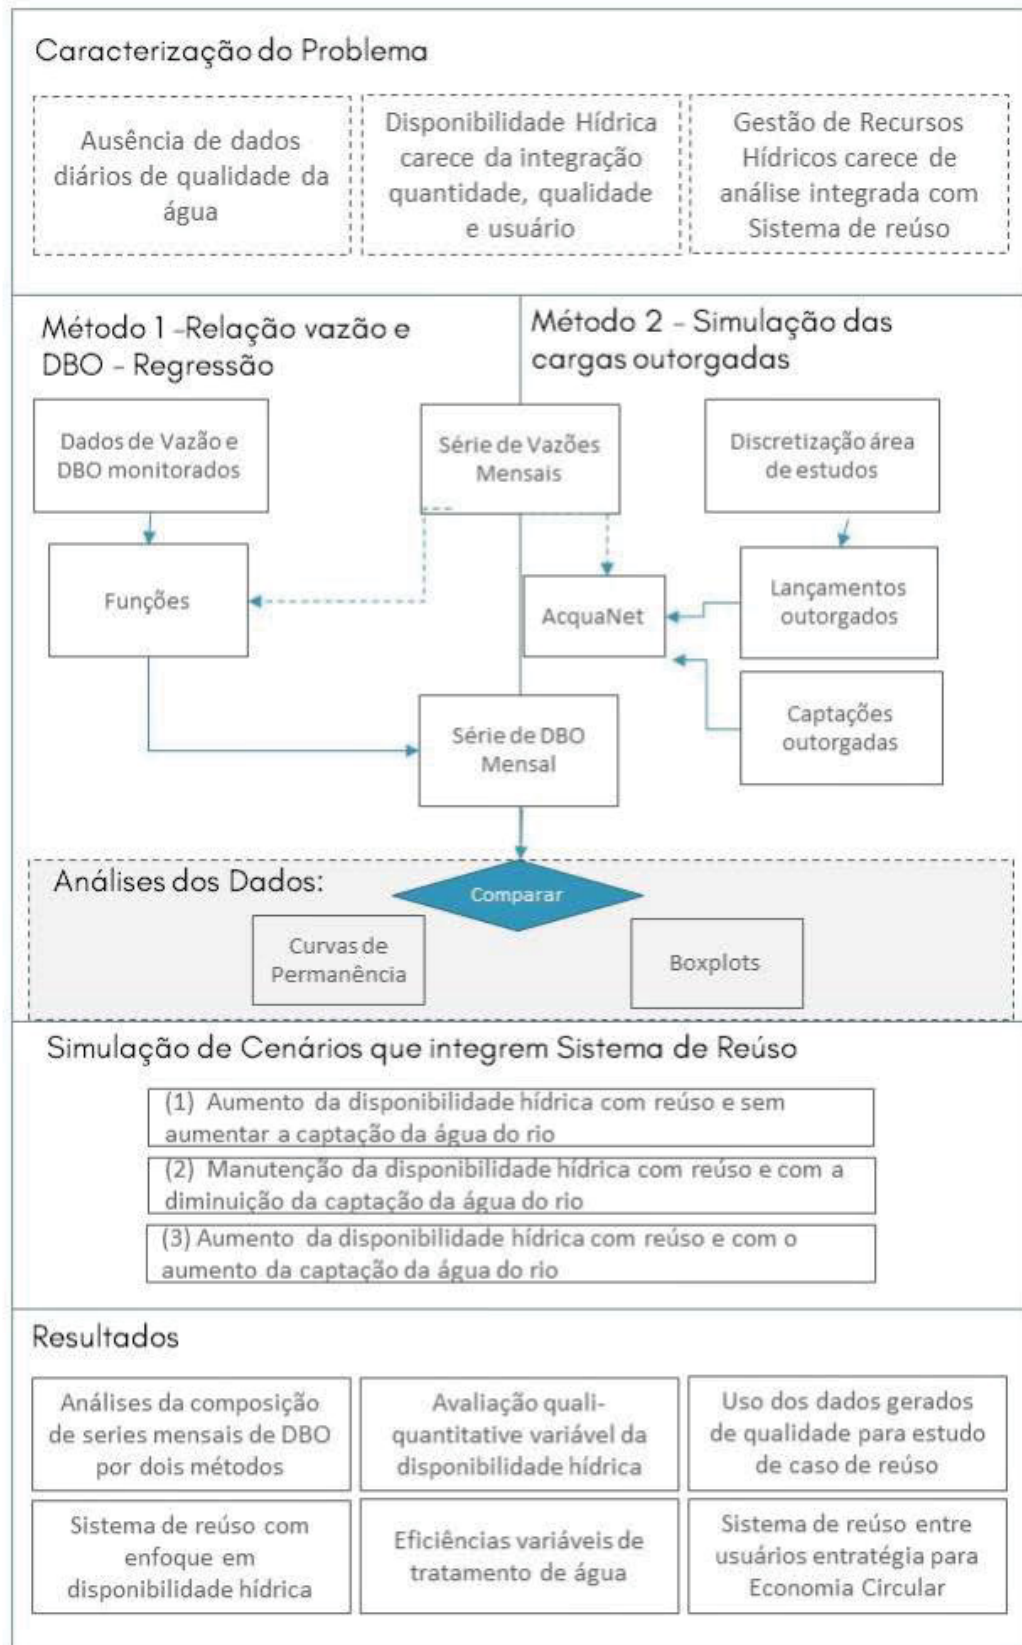 Caracterização do Problema
Ausência de dados
diários de qualidade da
água
Disponibilidade Hídrica
carece da integração
quantidade, qualidade
e usuário
Gestão de Recursos
Hídricos carece de
análise integrada com
Sistema de reúso
Método 1 -Relação vazão e
DBO - Regressão
Método 2 - Simulação das
cargas outorgadas
Dados de Vazão e
DBO monitorados
Série de Vazões
Mensais
Discretização área
de estudos
Funções
AcquaNet
Lançamentos
outorgados
Captações
outorgadas
Série de DBO
Mensal
Análises dos Dados:
Comparar
Curvas de
Permanência
Boxplots
Simulação de Cenários que integrem Sistema de Reúso
(1) Aumento da disponibilidade hídrica com reúso e sem
aumentar a captação da água do rio
(2) Manutenção da disponibilidade hídrica com reúso e com a
diminuição da captação da água do rio
(3) Aumento da disponibilidade hídrica com reúso e com o
aumento da captação da água do rio
Resultados
Análises da composição
de series mensais de DBO
por dois métodos
Avaliação quali-
quantitative variável da
disponibilidade hídrica
Uso dos dados gerados
de qualidade para estudo
de caso de reúso
Sistema de reúso com
enfoque em
disponibilidade hídrica
Eficiências variáveis de
tratamento de água
Sistema de reúso entre
usuários entratégia para
Economia Circular